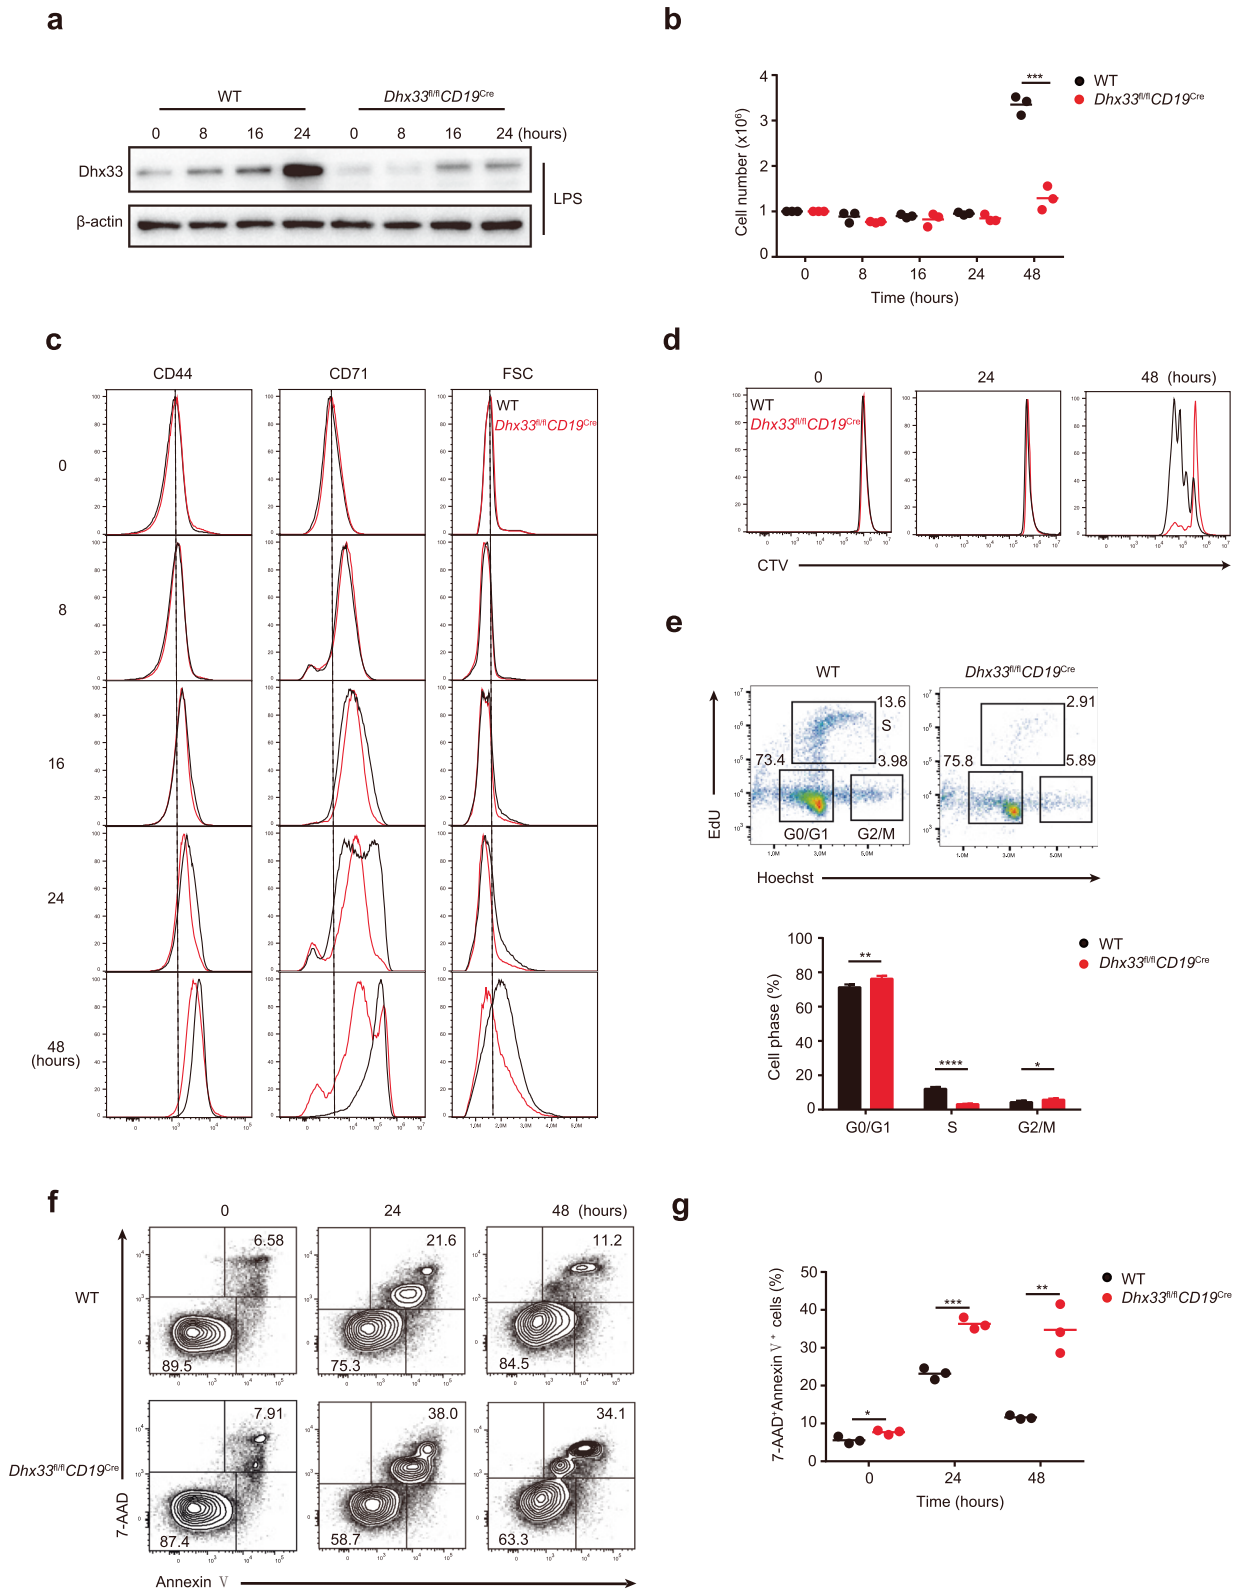 a
WT
Dhx33fl/flCD19Cre
0 8 16 24 0 8 16 24 (hours)
Dhx33
β-actin
LPS
b
Cell number (x10⁶)
4
3
2
1
0
0 8 16 24 48
Time (hours)
***
WT
Dhx33fl/flCD19Cre
c
CD44 CD71 FSC
WT
Dhx33fl/flCD19Cre
0
8
16
24
48
(hours)
d
0 24 48 (hours)
WT
Dhx33fl/flCD19Cre
CTV
e
WT
Dhx33fl/flCD19Cre
13.6
S
73.4
3.98
G0/G1
G2/M
2.91
75.8
5.89
EdU
Hoechst
Cell phase (%)
100
80
60
40
20
0
**
****
*
G0/G1 S G2/M
WT
Dhx33fl/flCD19Cre
f
0 24 48 (hours)
WT
6.58
89.5
21.6
75.3
11.2
84.5
Dhx33fl/flCD19Cre
7.91
87.4
38.0
58.7
34.1
63.3
7-AAD
Annexin V
g
7-AAD⁺Annexin V⁺ cells (%)
50
40
30
20
10
0
*
***
**
0 24 48
Time (hours)
WT
Dhx33fl/flCD19Cre